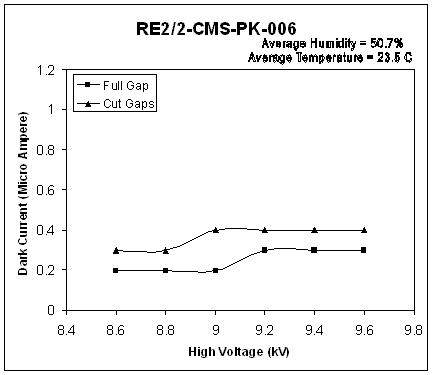 RE2/2-CMS-PK-006
Average Humidity = 50.7%
Average Temperature = 23.5 C
Full Gap
Cut Gaps
Dark Current (Micro Ampere)
1.2
1
0.8
0.6
0.4
0.2
0
8.4 8.6 8.8 9 9.2 9.4 9.6 9.8
High Voltage (kV)